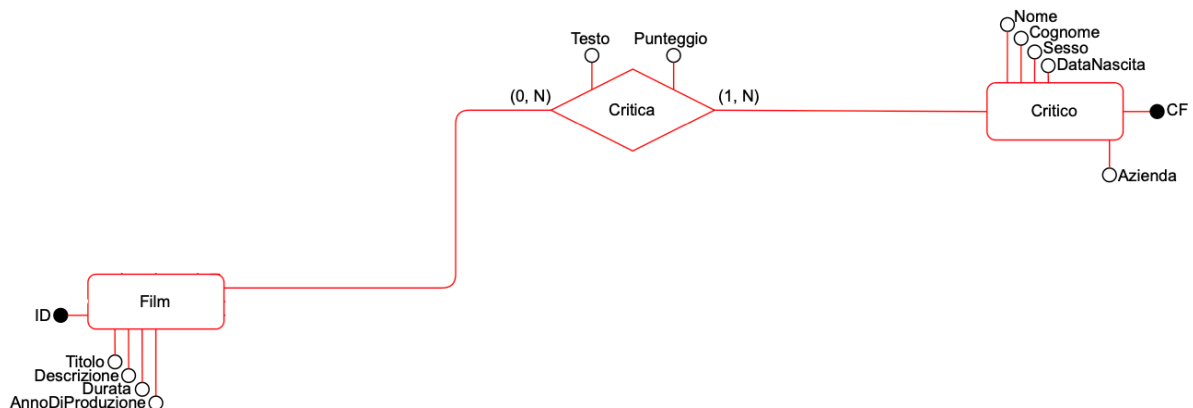 Nome
Cognome
Sesso
DataNascita
Testo
Punteggio
(0, N)
Critica
(1, N)
Critico
CF
Azienda
Film
ID
Titolo
Descrizione
Durata
AnnoDiProduzione